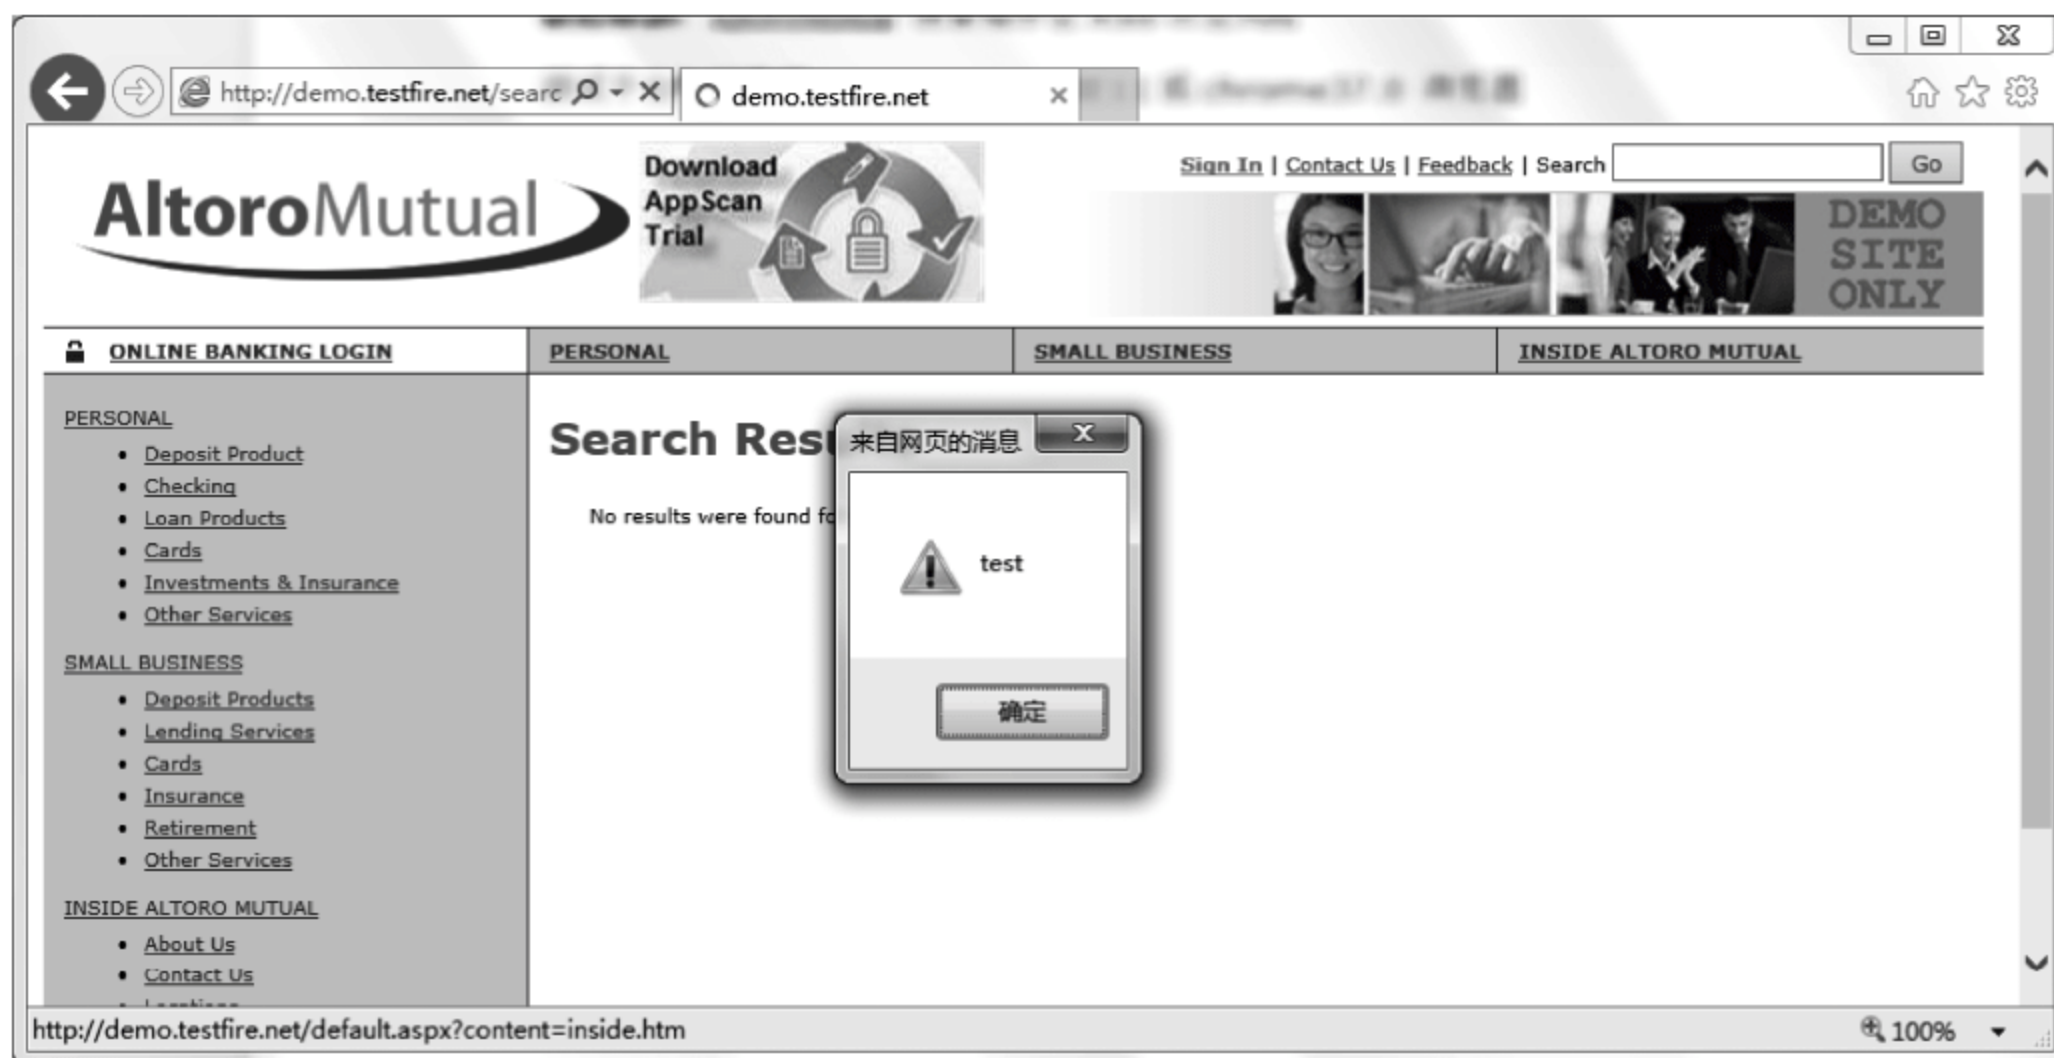 http://demo.testfire.net/searc
demo.testfire.net
AltoroMutual
Download
AppScan
Trial
Sign In | Contact Us | Feedback | Search
Go
DEMO
SITE
ONLY
ONLINE BANKING LOGIN
PERSONAL
SMALL BUSINESS
INSIDE ALTORO MUTUAL
PERSONAL
Deposit Product
Checking
Loan Products
Cards
Investments & Insurance
Other Services
SMALL BUSINESS
Deposit Products
Lending Services
Cards
Insurance
Retirement
Other Services
INSIDE ALTORO MUTUAL
About Us
Contact Us
Search Res
No results were found fo
来自网页的消息
test
确定
http://demo.testfire.net/default.aspx?content=inside.htm
100%